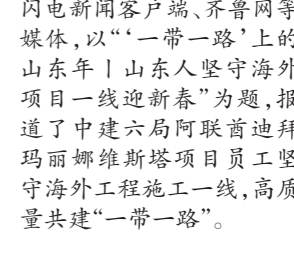 闪电新闻客户端、齐鲁网等
媒体，以“‘一带一路’上的
山东年丨山东人坚守海外
项目一线迎新春”为题，报
道了中建六局阿联酋迪拜
玛丽娜维斯塔项目员工坚
守海外工程施工一线，高质
量共建“一带一路”。